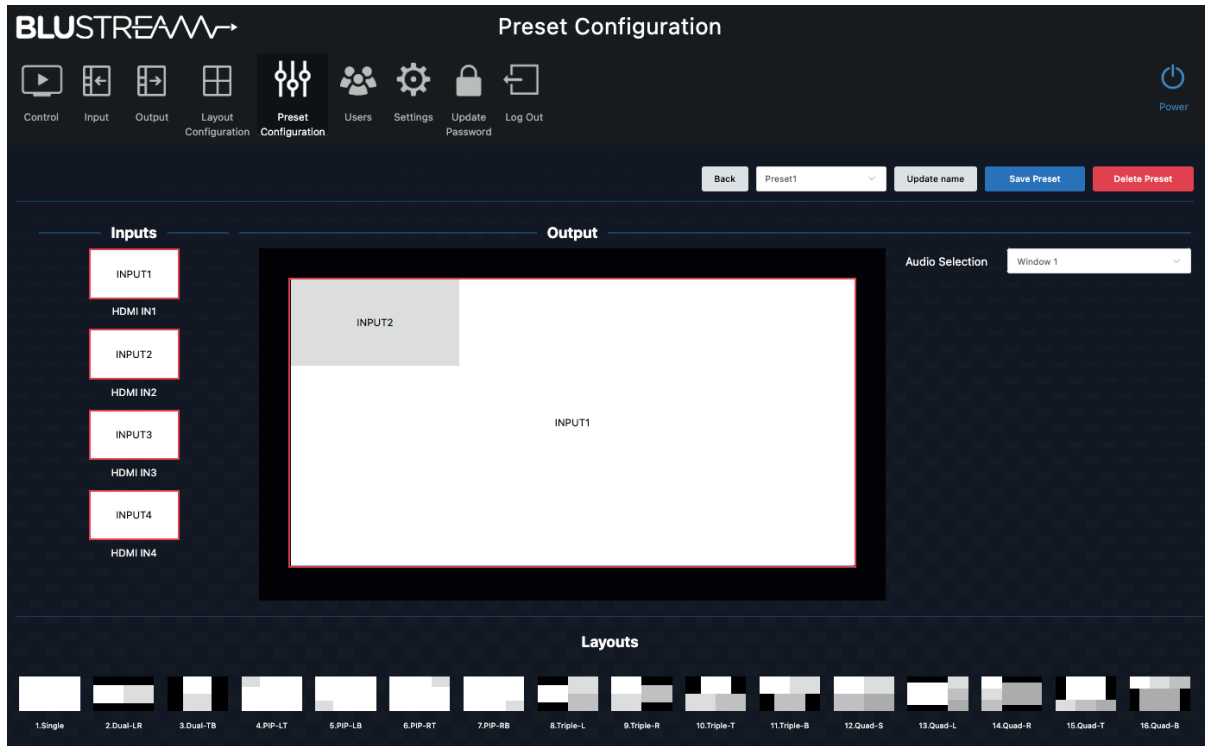 BLUSTREAM
Preset Configuration
Control
Input
Output
Layout
Configuration
Preset
Configuration
Users
Settings
Update
Password
Log Out
Power
Back
Preset1
Update name
Save Preset
Delete Preset
Inputs
Output
INPUT1
HDMI IN1
INPUT2
HDMI IN2
INPUT3
HDMI IN3
INPUT4
HDMI IN4
INPUT2
INPUT1
Audio Selection
Window 1
Layouts
1.Single
2.Dual-LR
3.Dual-TB
4.PIP-LT
5.PIP-LB
6.PIP-RT
7.PIP-RB
8.Triple-L
9.Triple-R
10.Triple-T
11.Triple-B
12.Quad-S
13.Quad-L
14.Quad-R
15.Quad-T
16.Quad-B